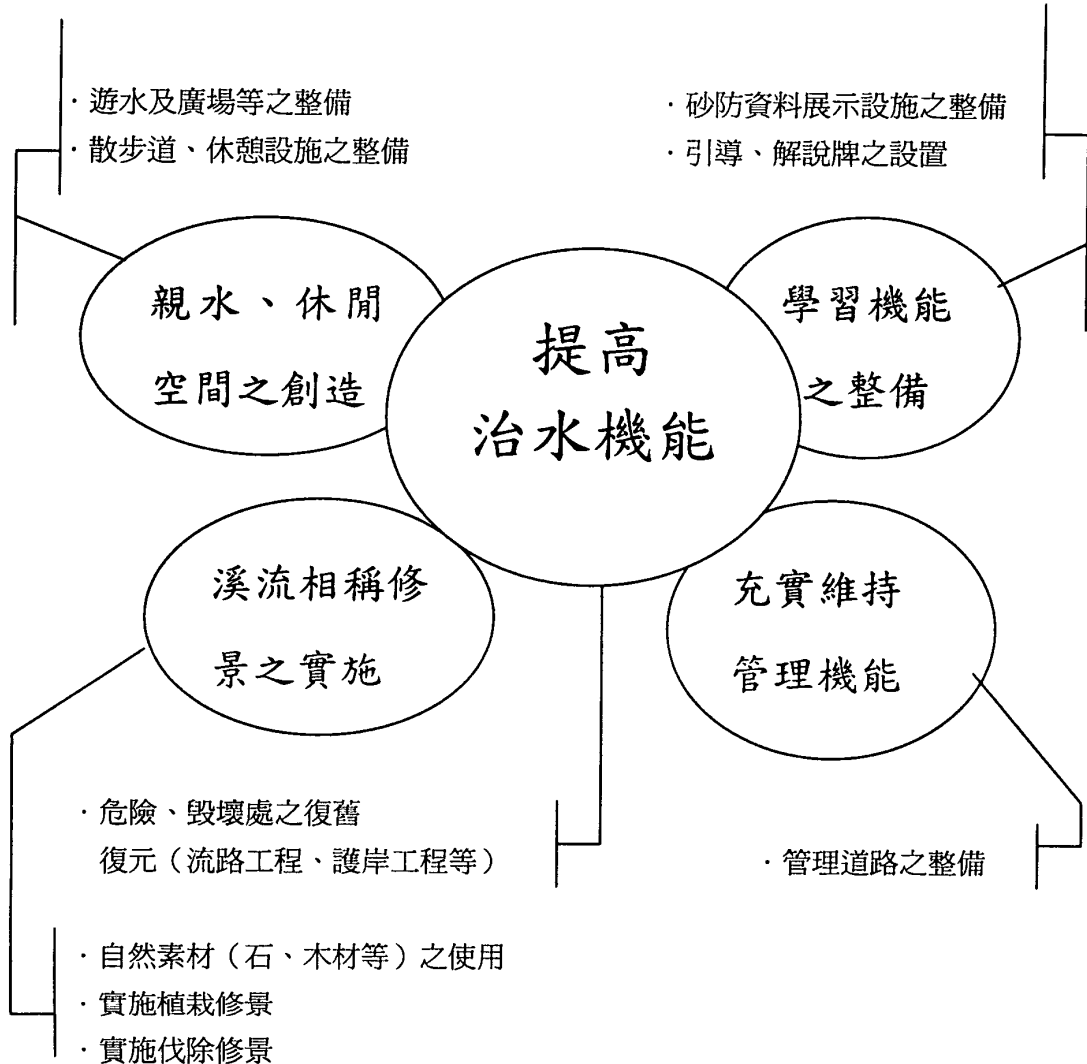 ·遊水及廣場等之整備
·散步道、休憩設施之整備
·砂防資料展示設施之整備
·引導、解說牌之設置
親水、休閒
空間之創造
提高
治水機能
學習機能
之整備
溪流相稱修
景之實施
充實維持
管理機能
·危險、毀壞處之復舊
復元（流路工程、護岸工程等）
·管理道路之整備
·自然素材（石、木材等）之使用
·實施植栽修景
·實施伐除修景